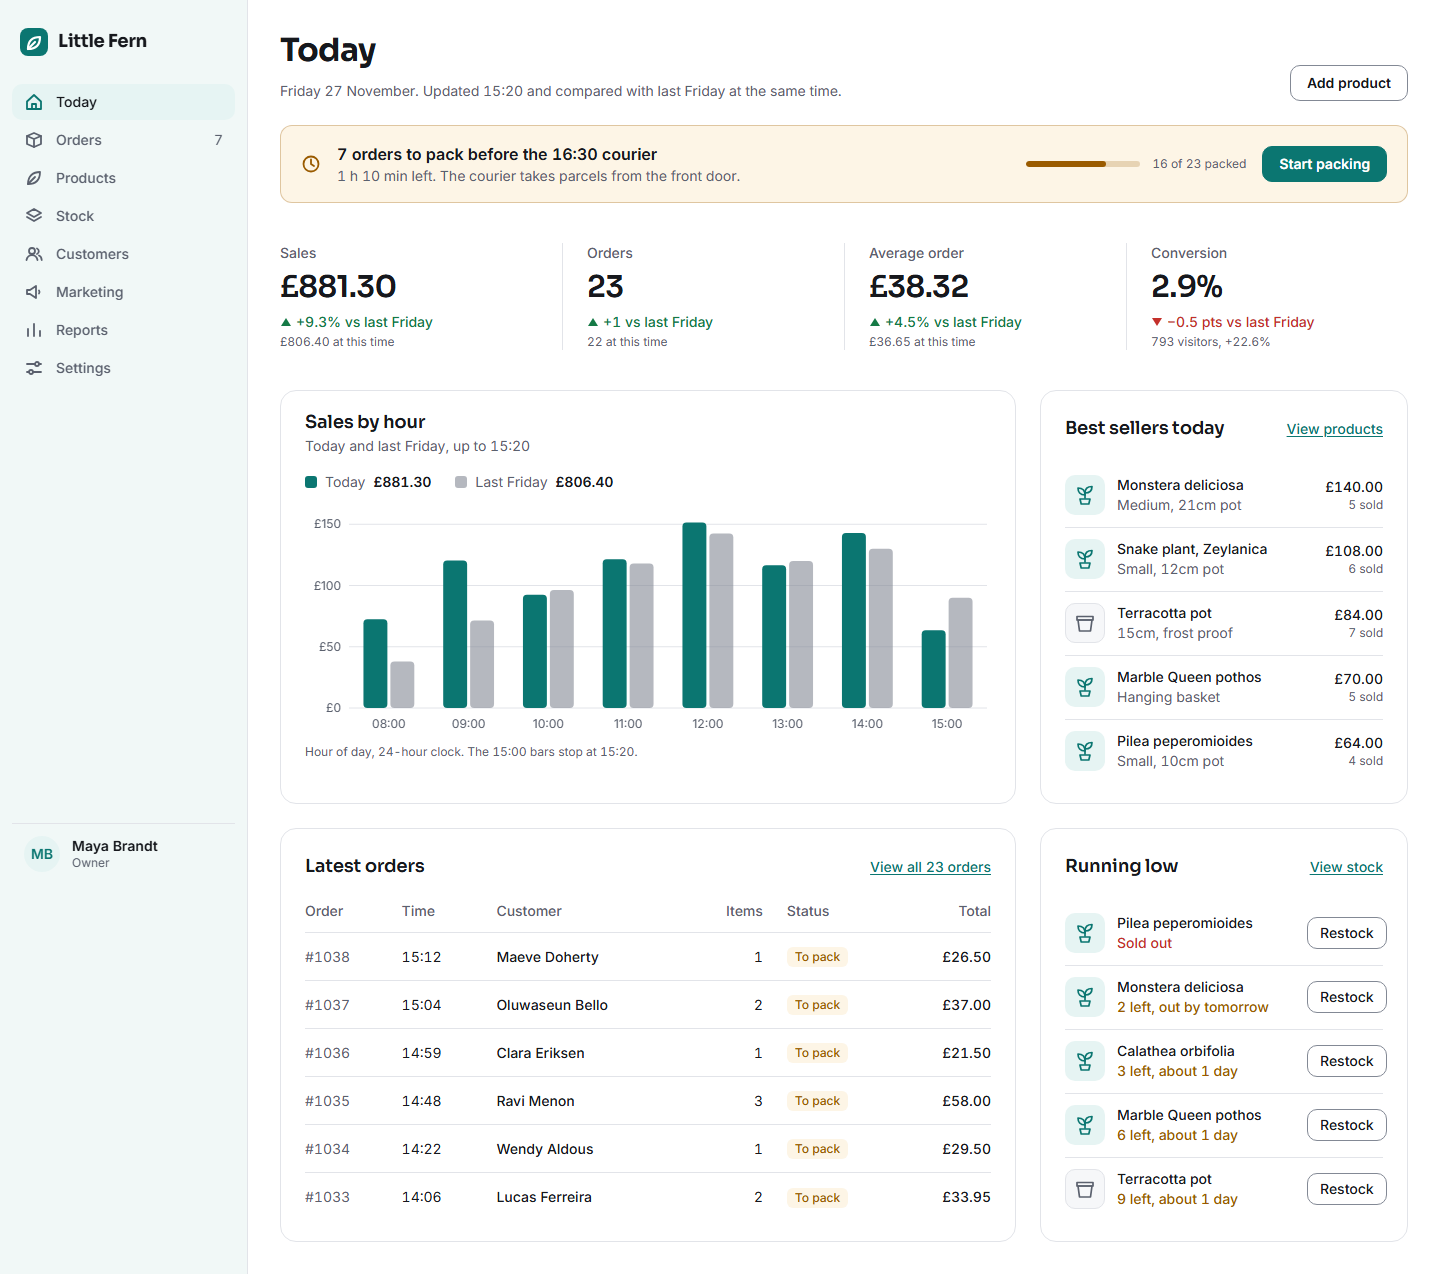 Little Fern
Today
Orders 7
Products
Stock
Customers
Marketing
Reports
Settings
MB
Maya Brandt
Owner
Today
Friday 27 November. Updated 15:20 and compared with last Friday at the same time.
Add product
7 orders to pack before the 16:30 courier
1 h 10 min left. The courier takes parcels from the front door.
16 of 23 packed
Start packing
Sales
£881.30
▲ +9.3% vs last Friday
£806.40 at this time
Orders
23
▲ +1 vs last Friday
22 at this time
Average order
£38.32
▲ +4.5% vs last Friday
£36.65 at this time
Conversion
2.9%
▼ −0.5 pts vs last Friday
793 visitors, +22.6%
Sales by hour
Today and last Friday, up to 15:20
Today £881.30 Last Friday £806.40
£150
£100
£50
£0
08:00 09:00 10:00 11:00 12:00 13:00 14:00 15:00
Hour of day, 24-hour clock. The 15:00 bars stop at 15:20.
Best sellers today
View products
Monstera deliciosa £140.00
Medium, 21cm pot 5 sold
Snake plant, Zeylanica £108.00
Small, 12cm pot 6 sold
Terracotta pot £84.00
15cm, frost proof 7 sold
Marble Queen pothos £70.00
Hanging basket 5 sold
Pilea peperomioides £64.00
Small, 10cm pot 4 sold
Latest orders
View all 23 orders
Order Time Customer Items Status Total
#1038 15:12 Maeve Doherty 1 To pack £26.50
#1037 15:04 Oluwaseun Bello 2 To pack £37.00
#1036 14:59 Clara Eriksen 1 To pack £21.50
#1035 14:48 Ravi Menon 3 To pack £58.00
#1034 14:22 Wendy Aldous 1 To pack £29.50
#1033 14:06 Lucas Ferreira 2 To pack £33.95
Running low
View stock
Pilea peperomioides
Sold out
Restock
Monstera deliciosa
2 left, out by tomorrow
Restock
Calathea orbifolia
3 left, about 1 day
Restock
Marble Queen pothos
6 left, about 1 day
Restock
Terracotta pot
9 left, about 1 day
Restock